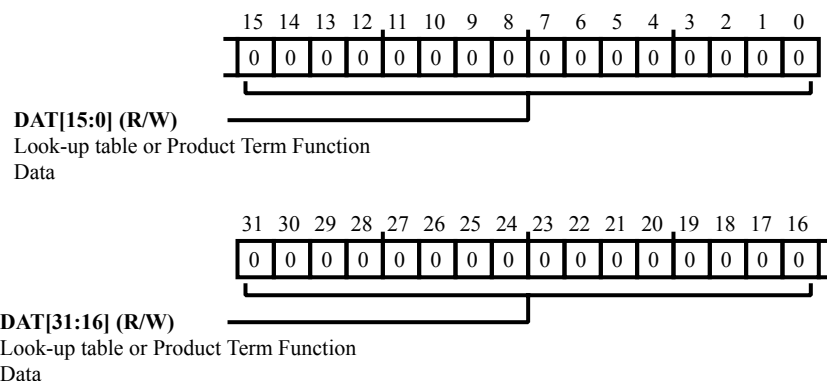 15 14 13 12 11 10 9 8 7 6 5 4 3 2 1 0
0 0 0 0 0 0 0 0 0 0 0 0 0 0 0 0
DAT[15:0] (R/W)
Look-up table or Product Term Function
Data
31 30 29 28 27 26 25 24 23 22 21 20 19 18 17 16
0 0 0 0 0 0 0 0 0 0 0 0 0 0 0 0
DAT[31:16] (R/W)
Look-up table or Product Term Function
Data